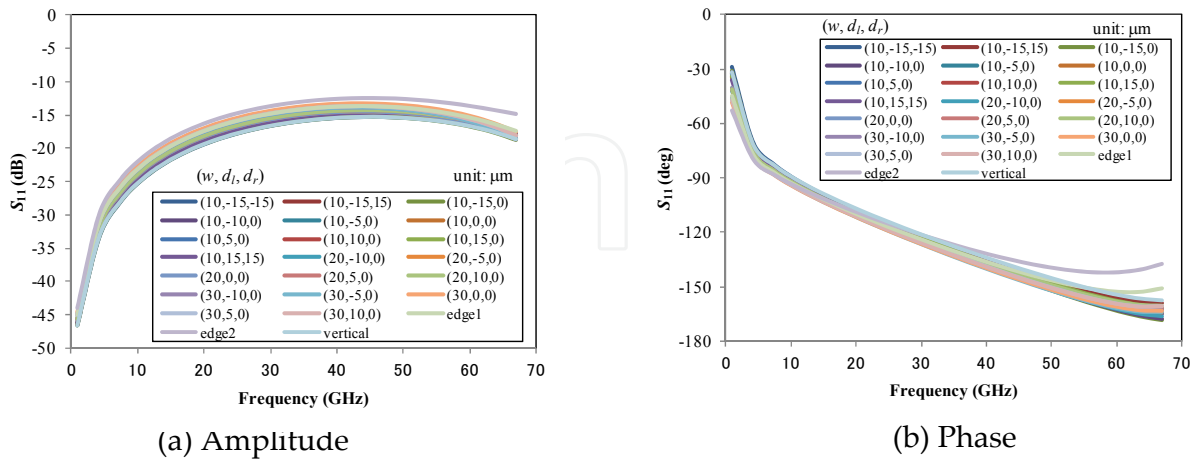 0
-5
-10
-15
-20
-25
-30
-35
-40
-45
-50
S11 (dB)
(w, dl, dr) unit: μm
(10,-15,-15) (10,-15,15) (10,-15,0)
(10,-10,0) (10,-5,0) (10,0,0)
(10,5,0) (10,10,0) (10,15,0)
(10,15,15) (20,-10,0) (20,-5,0)
(20,0,0) (20,5,0) (20,10,0)
(30,-10,0) (30,-5,0) (30,0,0)
(30,5,0) (30,10,0) edge1
edge2 vertical
0 10 20 30 40 50 60 70
Frequency (GHz)
(a) Amplitude
0
-30
-60
-90
-120
-150
-180
S11 (deg)
(w, dl, dr) unit: μm
(10,-15,-15) (10,-15,15) (10,-15,0)
(10,-10,0) (10,-5,0) (10,0,0)
(10,5,0) (10,10,0) (10,15,0)
(10,15,15) (20,-10,0) (20,-5,0)
(20,0,0) (20,5,0) (20,10,0)
(30,-10,0) (30,-5,0) (30,0,0)
(30,5,0) (30,10,0) edge1
edge2 vertical
0 10 20 30 40 50 60 70
Frequency (GHz)
(b) Phase